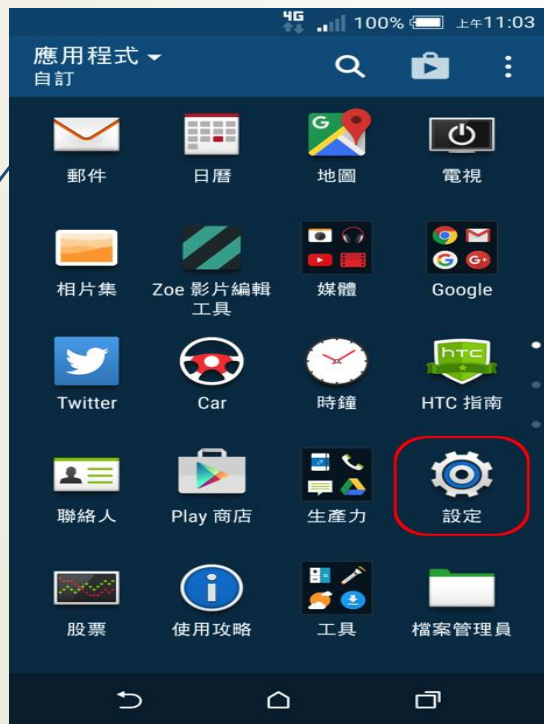 4G 100% 上午11:03
應用程式
自訂
郵件 日曆 地圖 電視
相片集 Zoe 影片編輯 媒體 Google
工具
Twitter Car 時鐘 HTC 指南
聯絡人 Play 商店 生產力 設定
股票 使用攻略 工具 檔案管理員